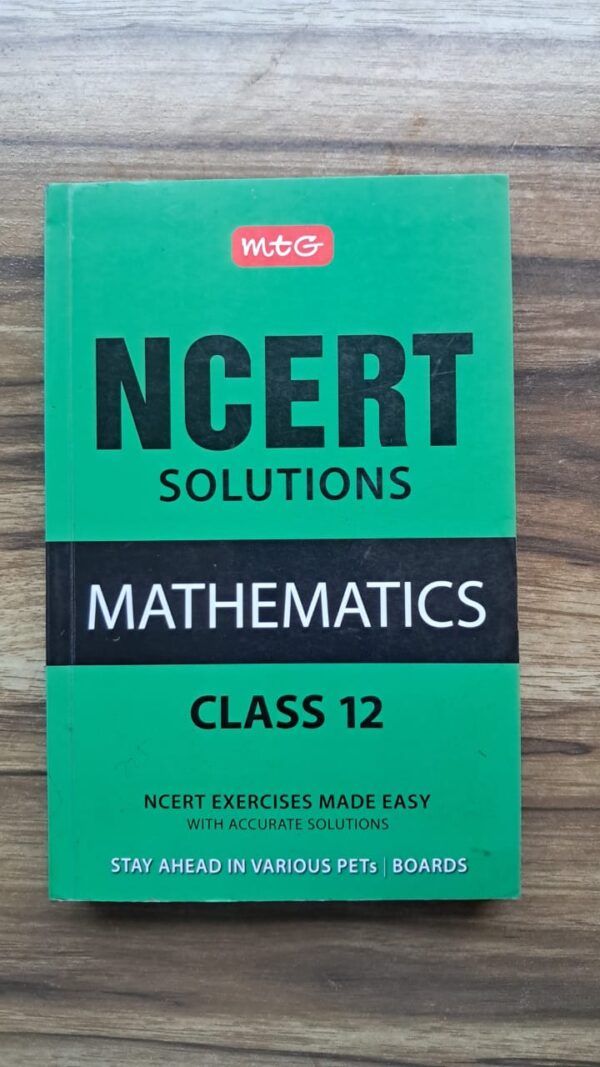 mtG
NCERT
SOLUTIONS
MATHEMATICS
CLASS 12
NCERT EXERCISES MADE EASY
WITH ACCURATE SOLUTIONS
STAY AHEAD IN VARIOUS PETs | BOARDS